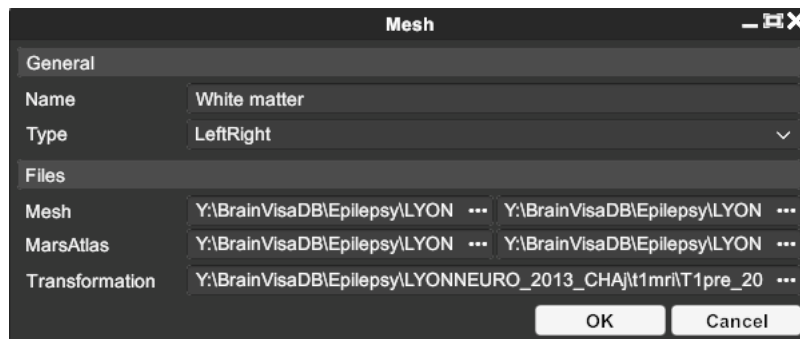 Mesh
General
Name White matter
Type LeftRight
Files
Mesh Y:\BrainVisaDB\Epilepsy\LYON ••• Y:\BrainVisaDB\Epilepsy\LYON •••
MarsAtlas Y:\BrainVisaDB\Epilepsy\LYON ••• Y:\BrainVisaDB\Epilepsy\LYON •••
Transformation Y:\BrainVisaDB\Epilepsy\LYONNEURO_2013_CHAj\t1mri\T1pre_20 •••
OK Cancel